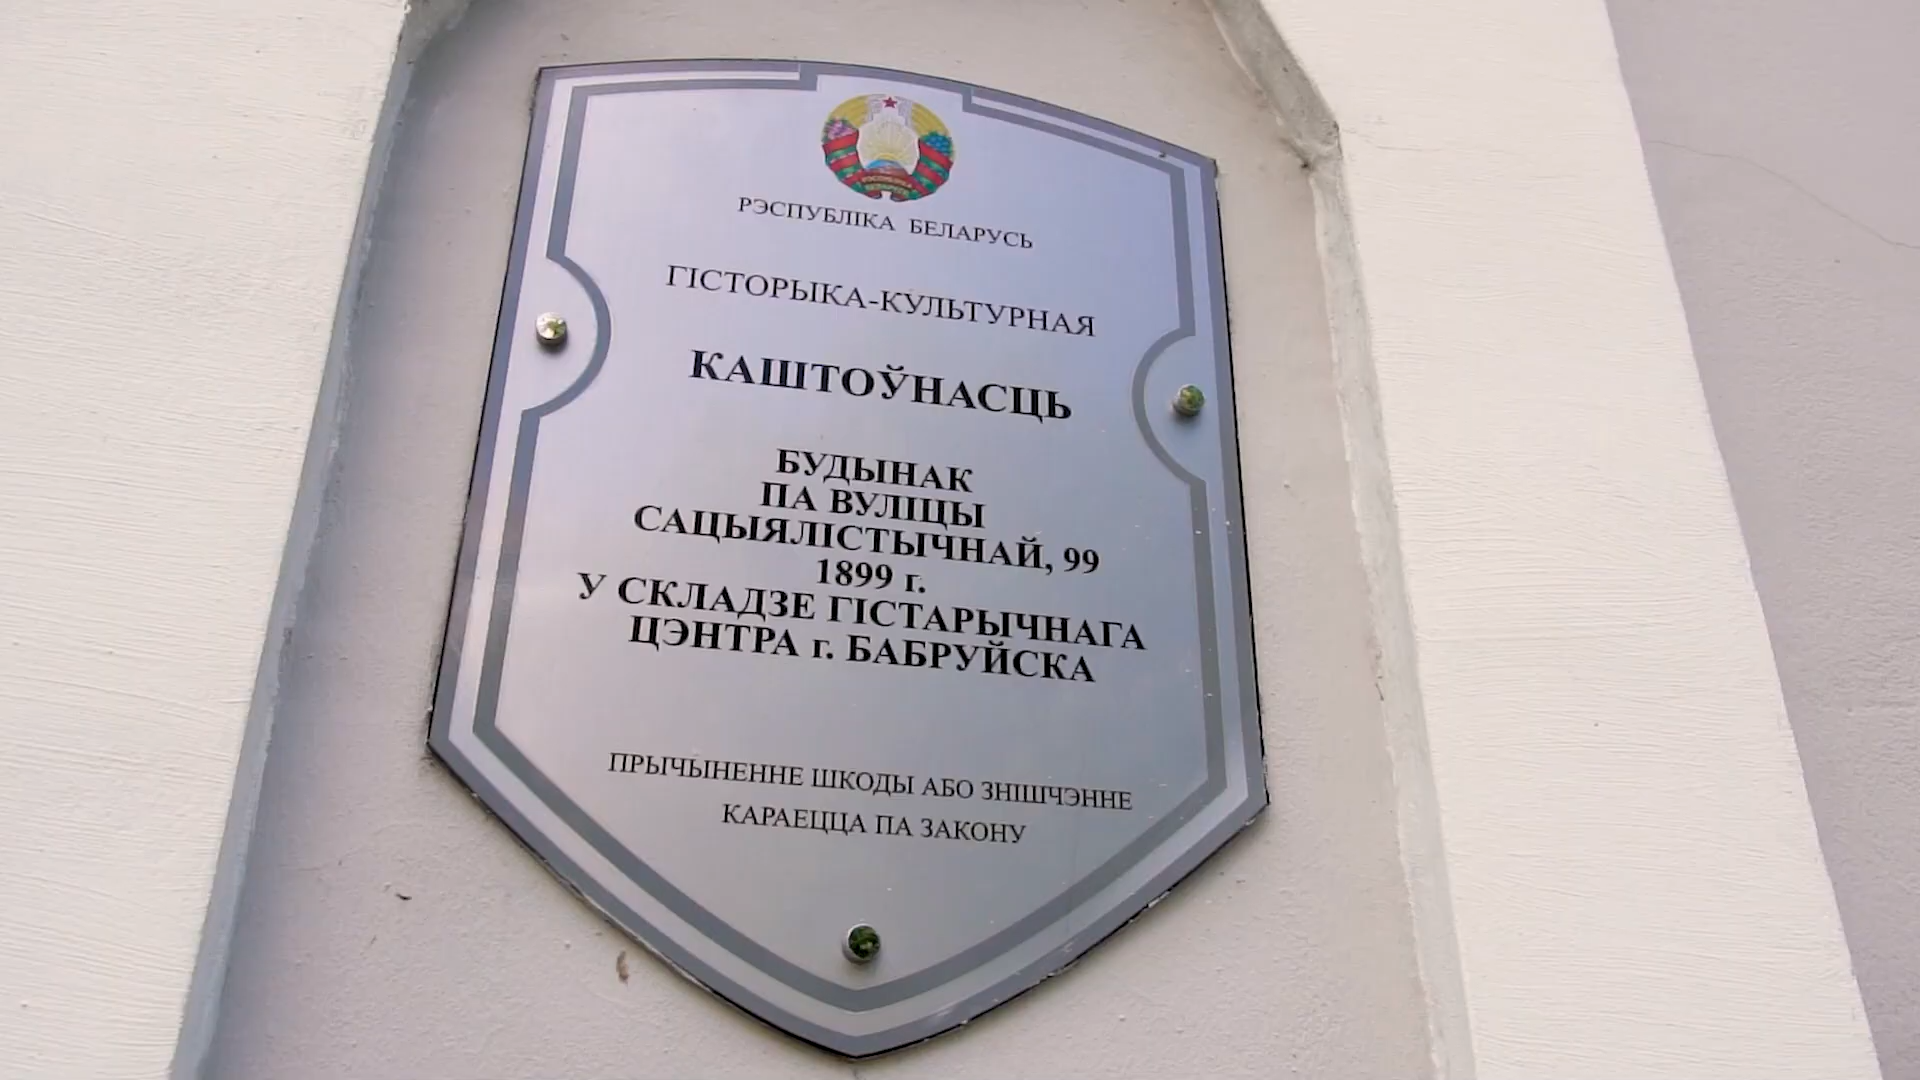 РЭСПУБЛІКА БЕЛАРУСЬ
ГІСТОРЫКА-КУЛЬТУРНАЯ
КАШТОЎНАСЦЬ
БУДЫНАК
ПА ВУЛІЦЫ
САЦЫЯЛІСТЫЧНАЙ, 99
1899 г.
У СКЛАДЗЕ ГІСТАРЫЧНАГА
ЦЭНТРА г. БАБРУЙСКА
ПРЫЧЫНЕННЕ ШКОДЫ АБО ЗНІШЧЭННЕ
КАРАЕЦЦА ПА ЗАКОНУ